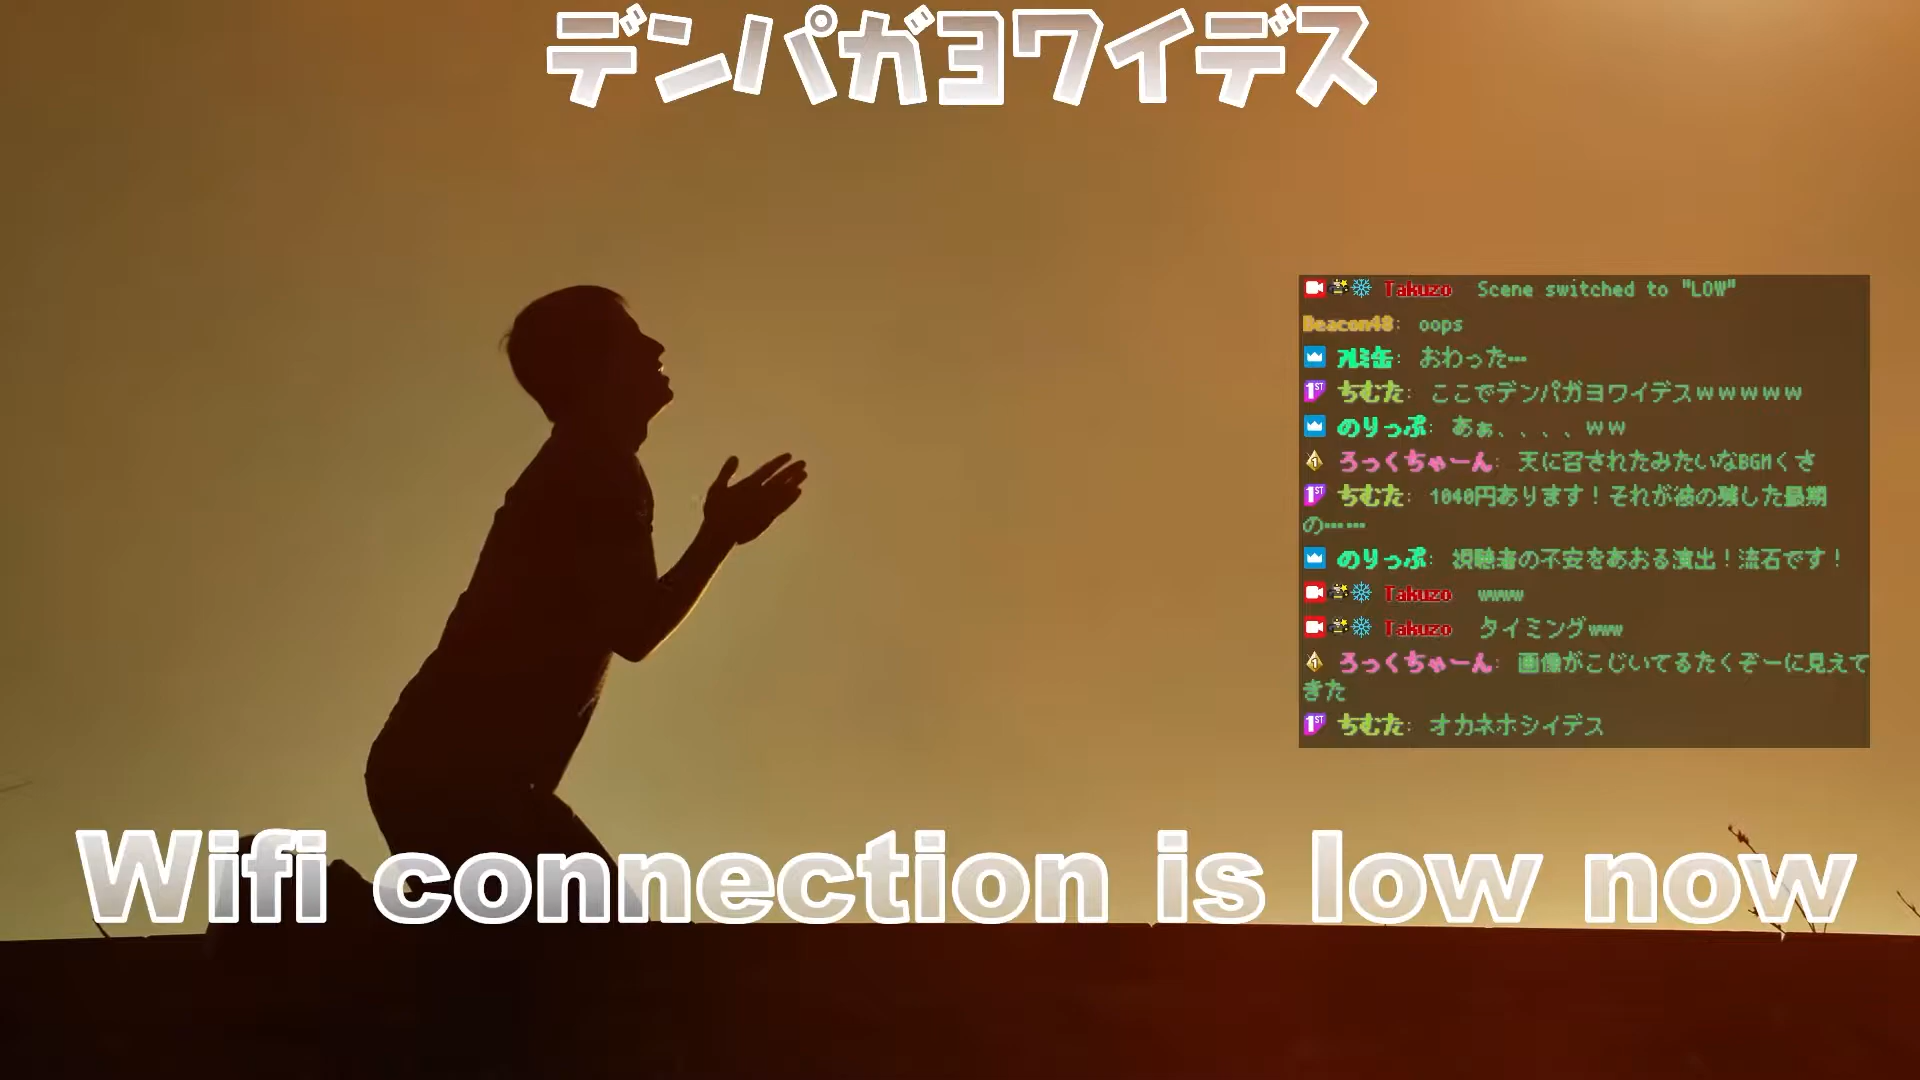 デンパガヨワイデス
Takuzo Scene switched to "LOW"
Beacon48: oops
ｱﾙﾐ缶: おわった…
ちむた: ここでデンパガヨワイデスｗｗｗｗｗ
のりっぷ: あぁ、、、、ｗｗ
ろっくちゃーん: 天に召されたみたいなBGMくさ
ちむた: 1040円あります！それが彼の残した最期
の……
のりっぷ: 視聴者の不安をあおる演出！流石です！
Takuzo wwww
Takuzo タイミングwww
ろっくちゃーん: 画像がこじいてるたくぞーに見えて
きた
ちむた: オカネホシイデス
Wifi connection is low now